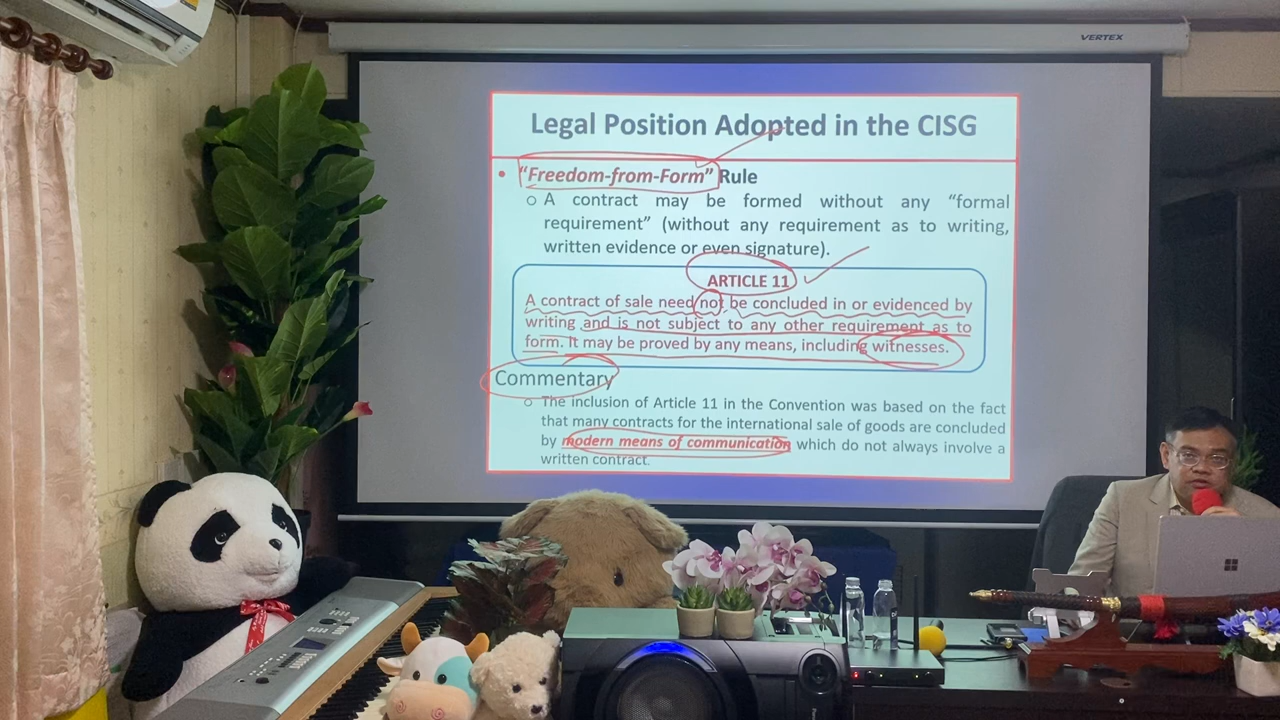 VERTEX
Legal Position Adopted in the CISG
• "Freedom-from-Form" Rule
o A contract may be formed without any "formal
requirement" (without any requirement as to writing,
written evidence or even signature).
ARTICLE 11
A contract of sale need not be concluded in or evidenced by
writing and is not subject to any other requirement as to
form. It may be proved by any means, including witnesses.
Commentary
o The inclusion of Article 11 in the Convention was based on the fact
that many contracts for the international sale of goods are concluded
by modern means of communication which do not always involve a
written contract.